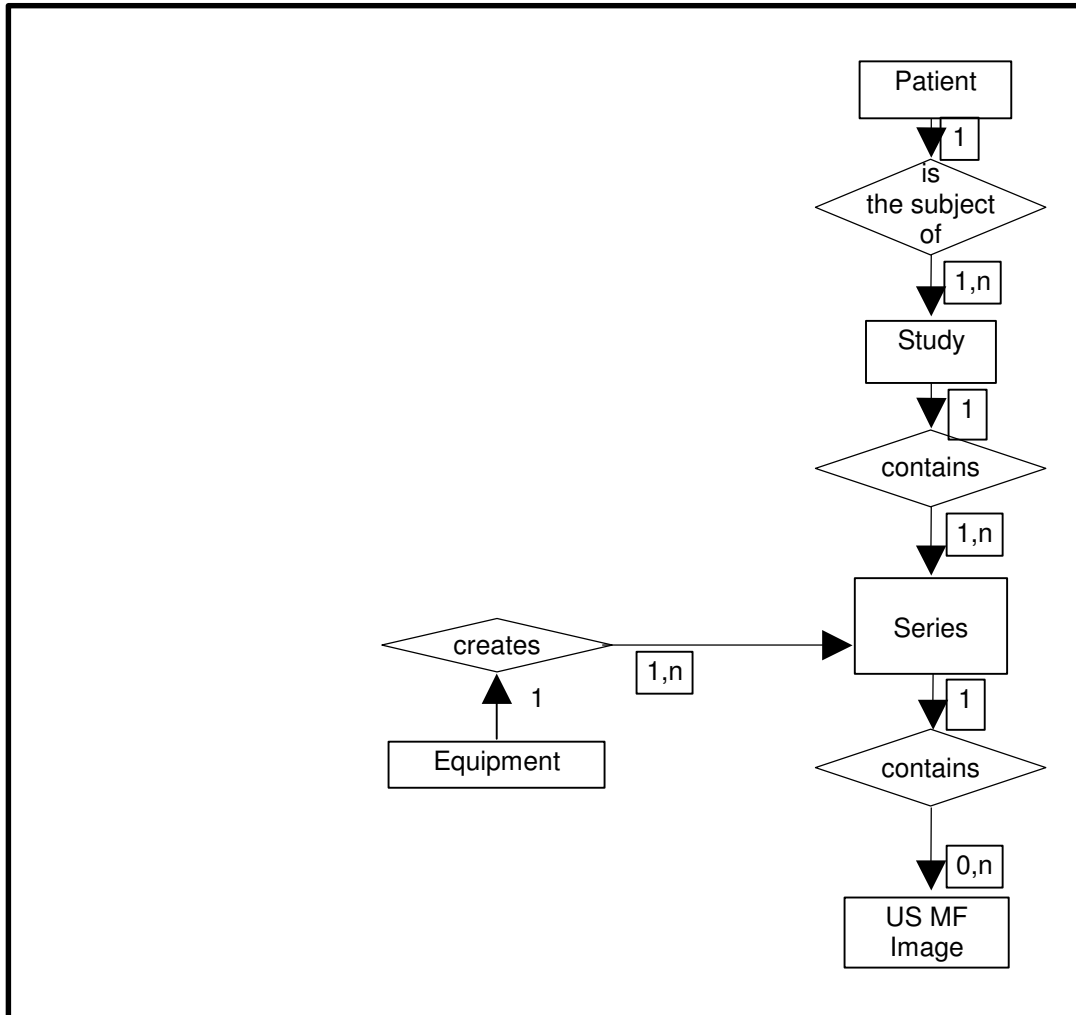 Patient
1
is
the subject
of
1,n
Study
1
contains
1,n
Series
creates
1,n
1
1
Equipment
contains
0,n
US MF
Image